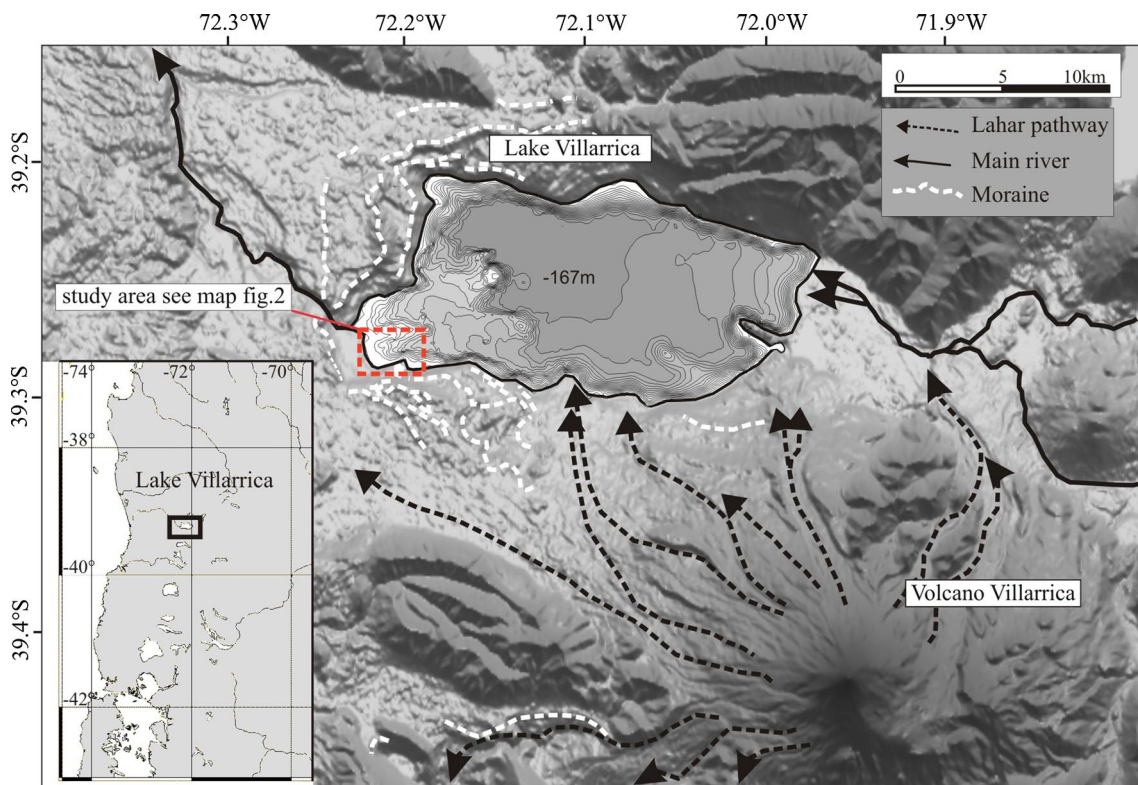 72.3°W
72.2°W
72.1°W
72.0°W
71.9°W
0 5 10km
Lahar pathway
Main river
Moraine
39.2°S
Lake Villarrica
-167m
study area see map fig.2
39.3°S
-74°
-72°
-70°
-38°
Lake Villarrica
-40°
Volcano Villarrica
39.4°S
-42°